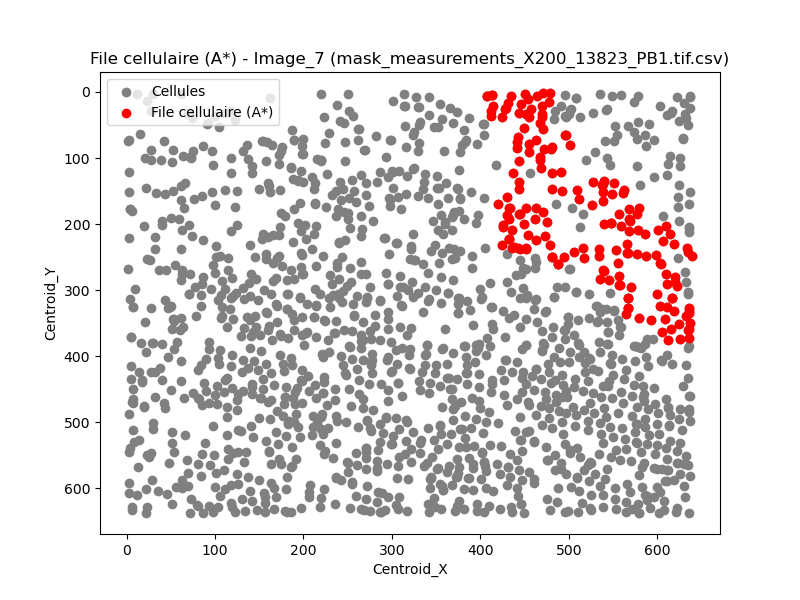 File cellulaire (A*) - Image_7 (mask_measurements_X200_13823_PB1.tif.csv)
Cellules
File cellulaire (A*)
0
100
200
300
400
500
600
Centroid_Y
0 100 200 300 400 500 600
Centroid_X